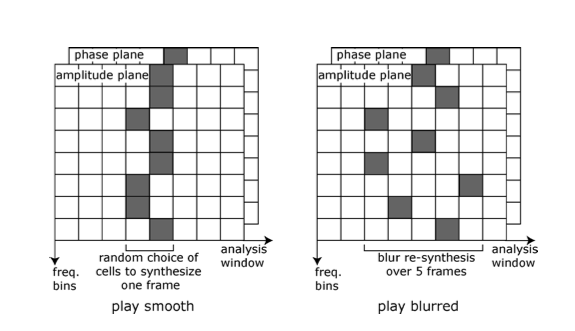 phase plane
amplitude plane
freq.
bins
random choice of
cells to synthesize
one frame
analysis
window
play smooth
phase plane
amplitude plane
freq.
bins
blur re-synthesis
over 5 frames
analysis
window
play blurred